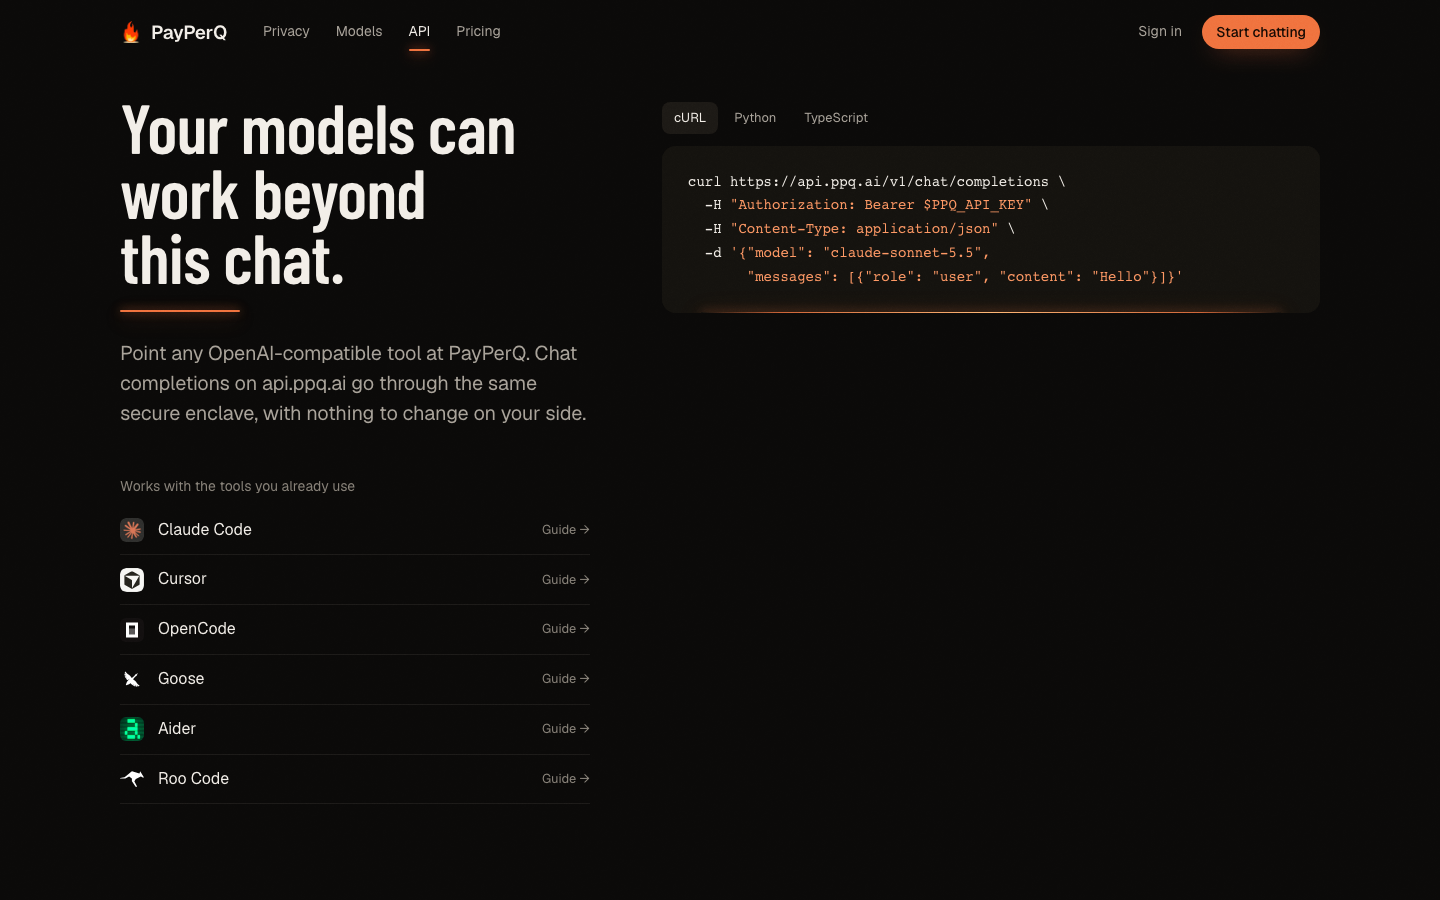 PayPerQ
Privacy
Models
API
Pricing
Sign in
Start chatting
Your models can
work beyond
this chat.
Point any OpenAI-compatible tool at PayPerQ. Chat
completions on api.ppq.ai go through the same
secure enclave, with nothing to change on your side.
Works with the tools you already use
Claude Code
Guide →
Cursor
Guide →
OpenCode
Guide →
Goose
Guide →
Aider
Guide →
Roo Code
Guide →
cURL
Python
TypeScript
curl https://api.ppq.ai/v1/chat/completions \
  -H "Authorization: Bearer $PPQ_API_KEY" \
  -H "Content-Type: application/json" \
  -d '{"model": "claude-sonnet-5.5",
       "messages": [{"role": "user", "content": "Hello"}]}'